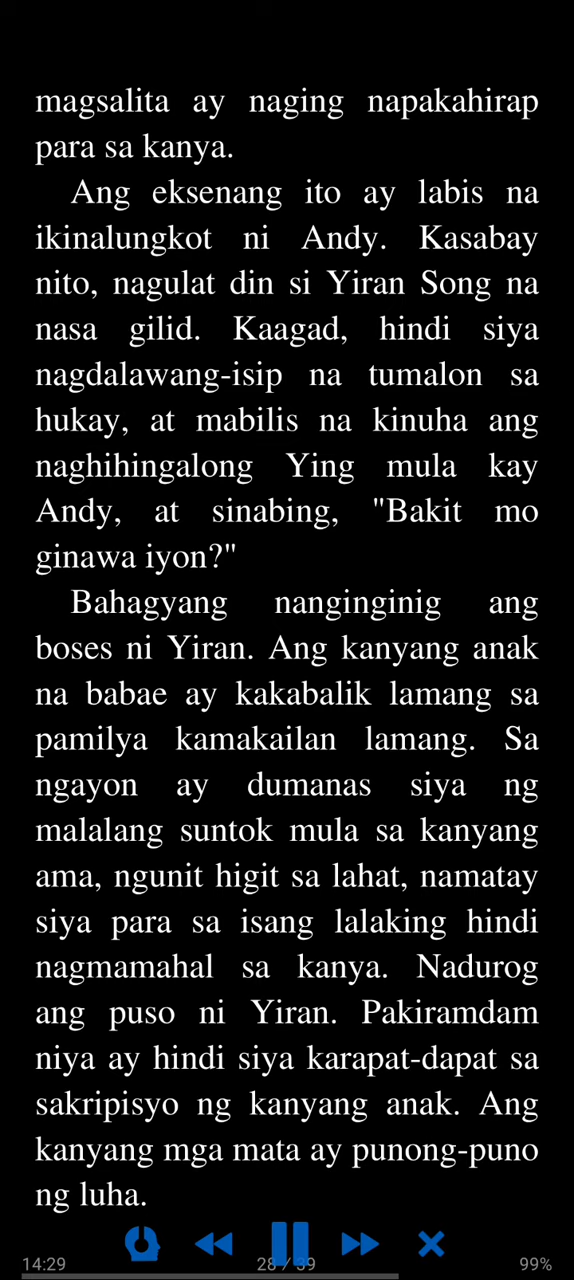 magsalita ay naging napakahirap
para sa kanya.
Ang eksenang ito ay labis na
ikinalungkot ni Andy. Kasabay
nito, nagulat din si Yiran Song na
nasa gilid. Kaagad, hindi siya
nagdalawang-isip na tumalon sa
hukay, at mabilis na kinuha ang
naghihingalong Ying mula kay
Andy, at sinabing, "Bakit mo
ginawa iyon?"
Bahagyang nanginginig ang
boses ni Yiran. Ang kanyang anak
na babae ay kakabalik lamang sa
pamilya kamakailan lamang. Sa
ngayon ay dumanas siya ng
malalang suntok mula sa kanyang
ama, ngunit higit sa lahat, namatay
siya para sa isang lalaking hindi
nagmamahal sa kanya. Nadurog
ang puso ni Yiran. Pakiramdam
niya ay hindi siya karapat-dapat sa
sakripisyo ng kanyang anak. Ang
kanyang mga mata ay punong-puno
ng luha.
14:29 28 / 39 99%